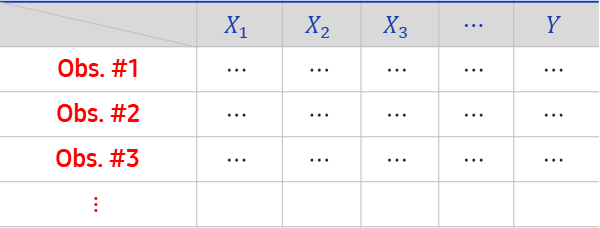 X₁ X₂ X₃ ⋯ Y
Obs. #1 ⋯ ⋯ ⋯ ⋯ ⋯
Obs. #2 ⋯ ⋯ ⋯ ⋯ ⋯
Obs. #3 ⋯ ⋯ ⋯ ⋯ ⋯
⋮